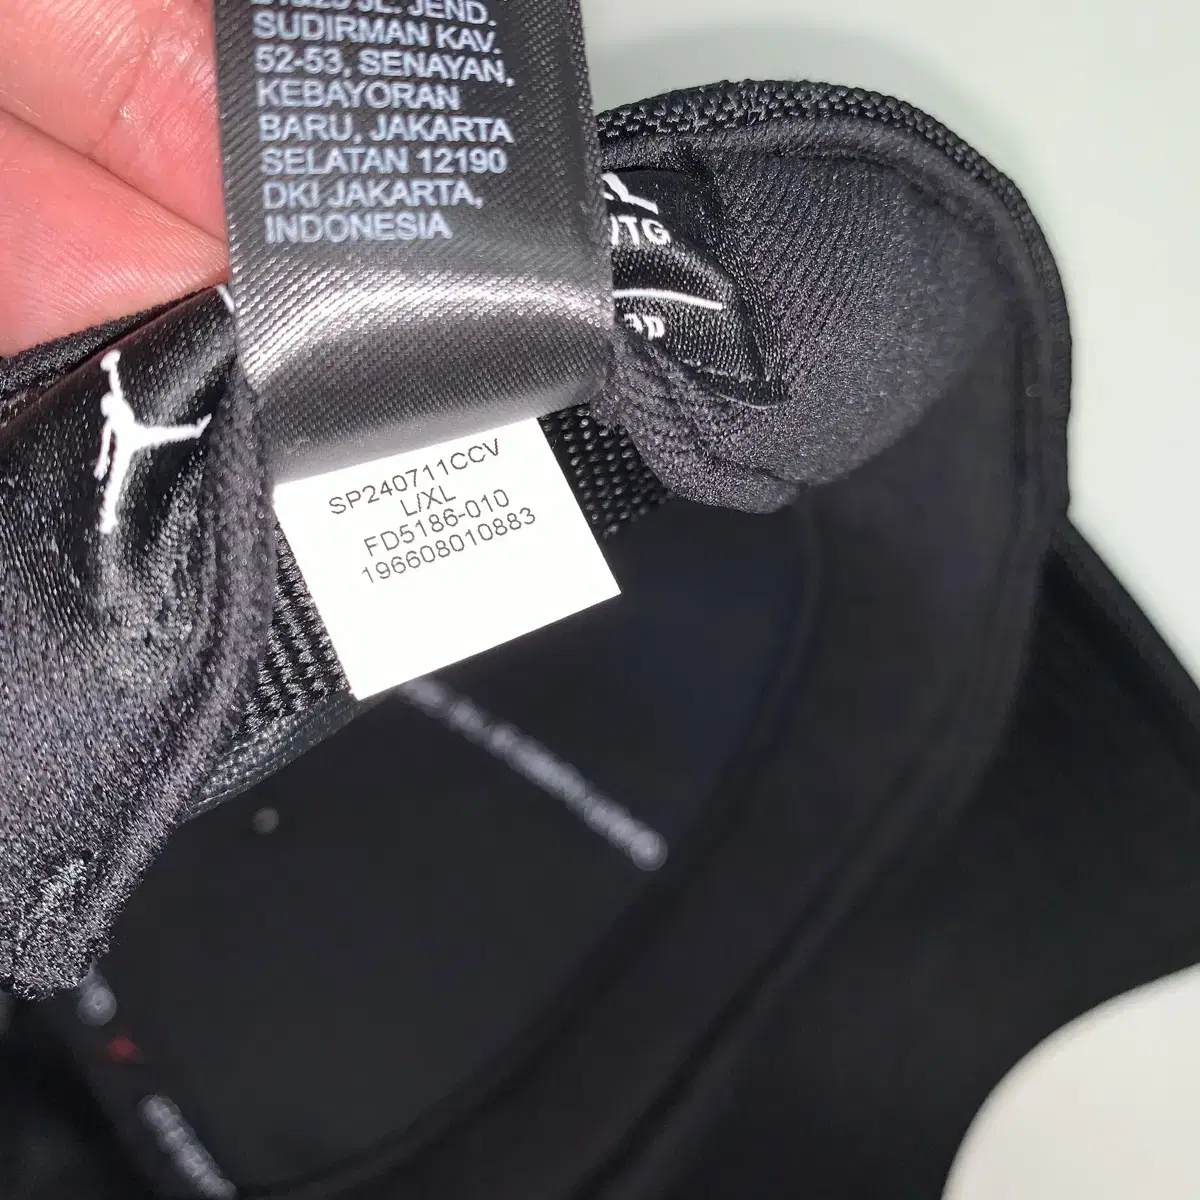 SUDIRMAN KAV.
52-53, SENAYAN,
KEBAYORAN
BARU, JAKARTA
SELATAN 12190
DKI JAKARTA,
INDONESIA
SP240711CCV
L/XL
FD5186-010
196608010883